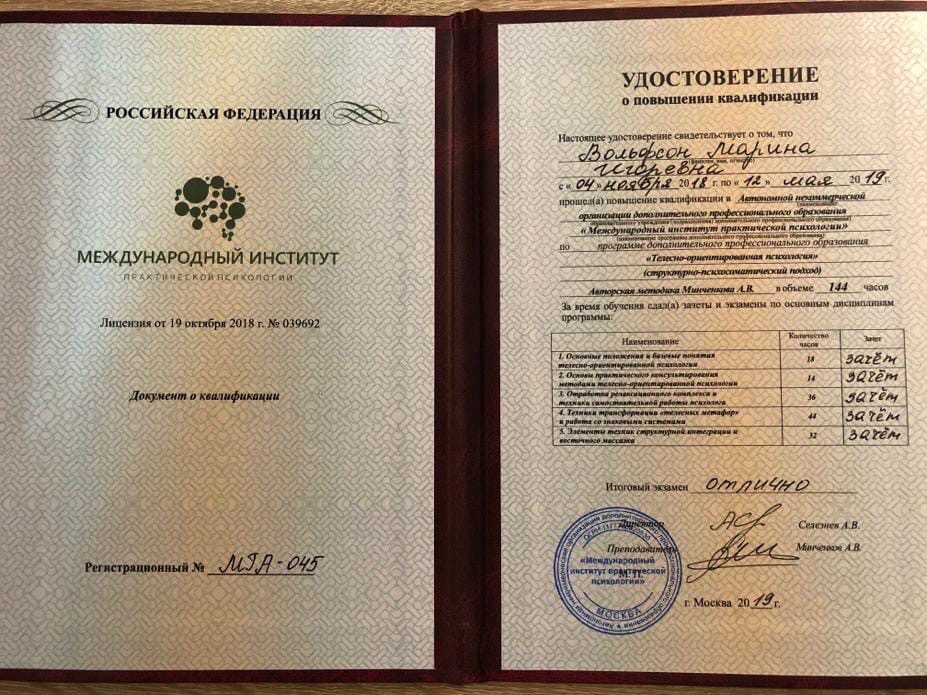 РОССИЙСКАЯ ФЕДЕРАЦИЯ
МЕЖДУНАРОДНЫЙ ИНСТИТУТ
ПРАКТИЧЕСКОЙ ПСИХОЛОГИИ
Лицензия от 19 октября 2018 г. № 039692
Документ о квалификации
Регистрационный № МГА-045
УДОСТОВЕРЕНИЕ
о повышении квалификации
Настоящее удостоверение свидетельствует о том, что
Вольфсон Марина
(фамилия, имя, отчество)
Игоревна
с « 04 » ноября 2018 г. по « 12 » мая 2019 г.
прошел(а) повышение квалификации в Автономной некоммерческой
(наименование)
организации дополнительного профессионального образования
образовательного учреждения (подразделения) дополнительного профессионального образования)
«Международный институт практической психологии»
(наименование программы дополнительного профессионального образования)
по программе дополнительного профессионального образования
«Телесно-ориентированная психология»
(структурно-психосоматический подход)
Авторская методика Минченкова А.В. в объеме 144 часов
За время обучения сдал(а) зачеты и экзамены по основным дисциплинам
программы:
Наименование Количество часов Зачет
1. Основные положения и базовые понятия
телесно-ориентированной психологии 18 зачём
2. Основы практического консультирования
методами телесно-ориентированной психологии 14 зачём
3. Отработка релаксационного комплекса и
техники самостоятельной работы психолога 36 зачём
4. Техники трансформации «телесных метафор»
и работа со знаковыми системами 44 зачём
5. Элементы техник структурной интеграции и
восточного массажа 32 зачём
Итоговый экзамен отлично
Директор Селезнев А.В.
Преподаватель Минченков А.В.
М.П.
«Международный
институт практической
психологии»
МОСКВА
г. Москва 2019 г.